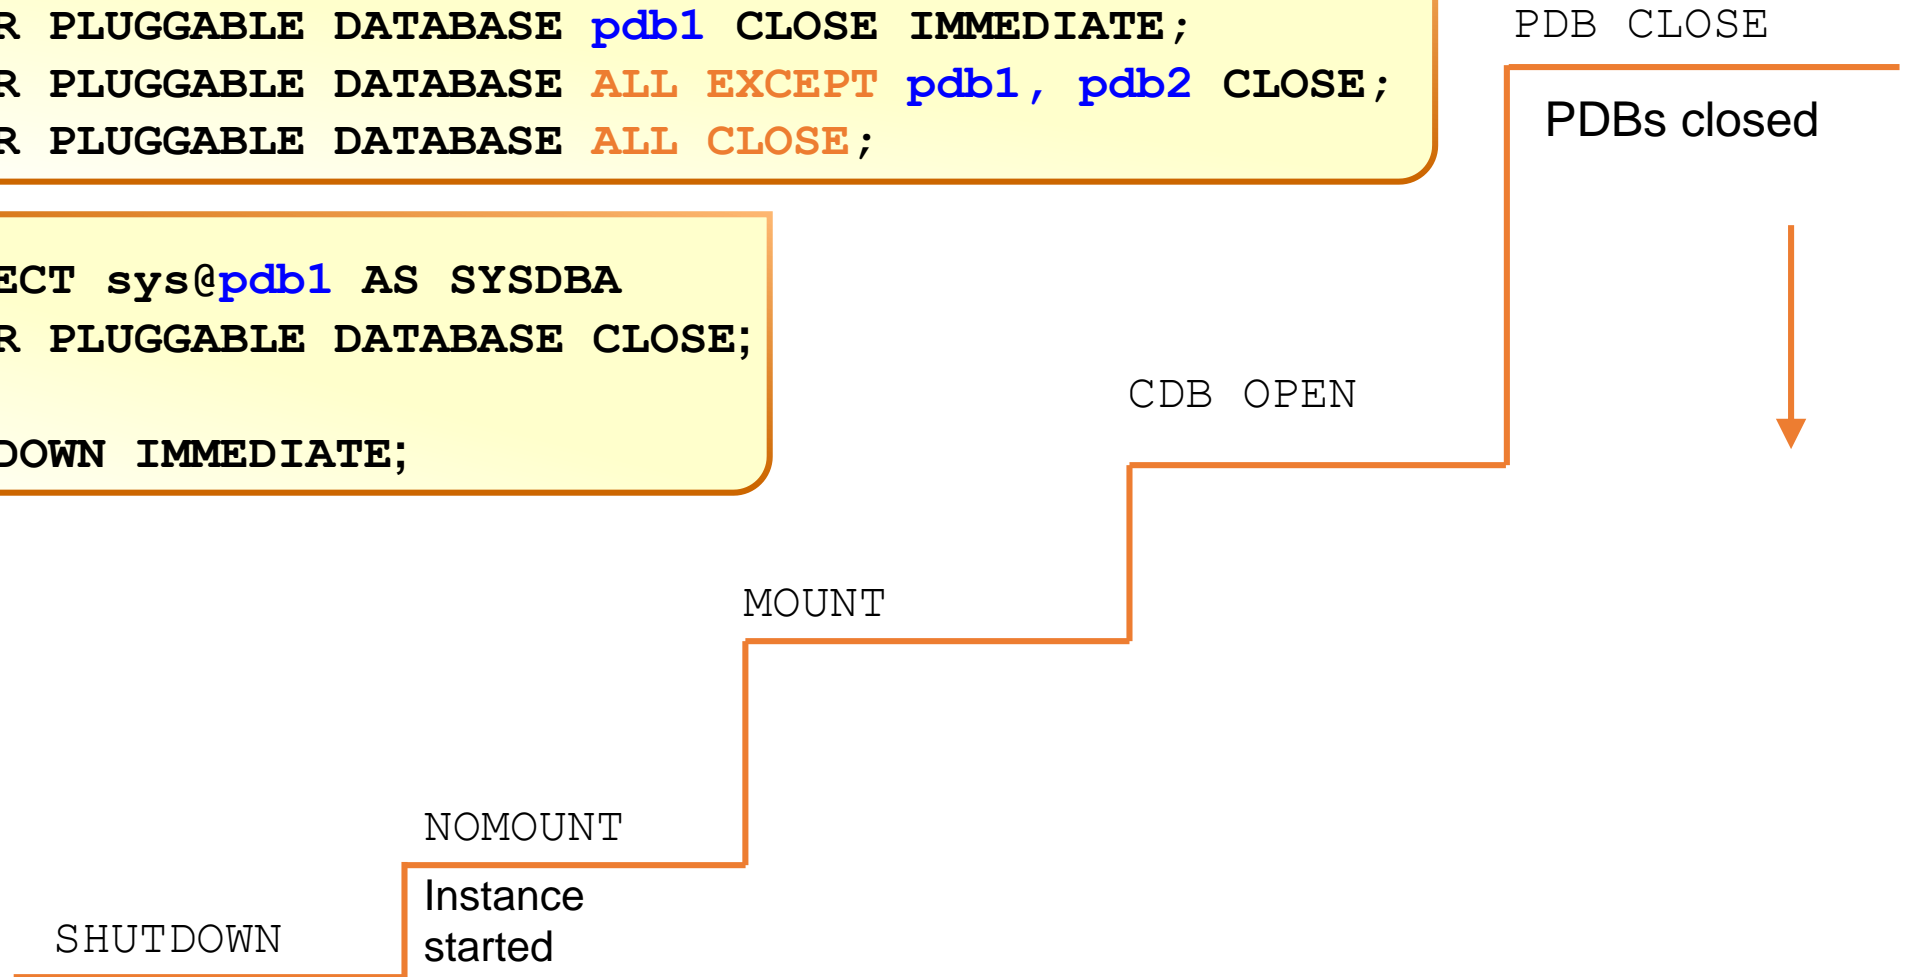 R PLUGGABLE DATABASE pdb1 CLOSE IMMEDIATE;
R PLUGGABLE DATABASE ALL EXCEPT pdb1, pdb2 CLOSE;
R PLUGGABLE DATABASE ALL CLOSE;
ECT sys@pdb1 AS SYSDBA
R PLUGGABLE DATABASE CLOSE;
DOWN IMMEDIATE;
PDB CLOSE
PDBs closed
CDB OPEN
MOUNT
NOMOUNT
Instance
started
SHUTDOWN